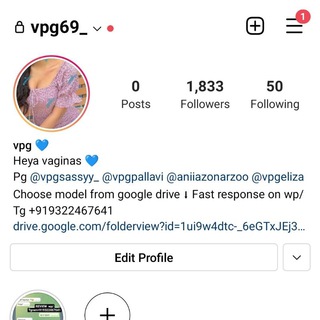 vpg69_
1
0 1,833 50
Posts Followers Following
vpg 💙
Heya vaginas 💙
Pg @vpgsassyy_ @vpgpallavi @aniizonarzoo @vpgeliza
Choose model from google drive ⬇ Fast response on wp/
Tg +919322467641
drive.google.com/folderview?id=1ui9w4dtc-_6eGTxJEj3...
Edit Profile